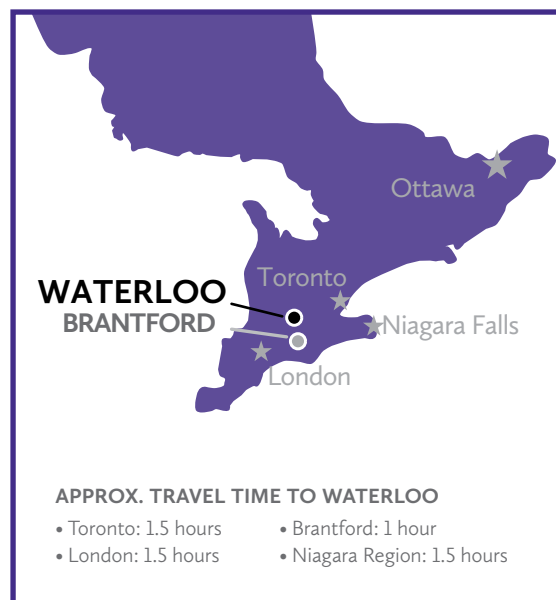 Ottawa
Toronto
WATERLOO
BRANTFORD
Niagara Falls
London
APPROX. TRAVEL TIME TO WATERLOO
• Toronto: 1.5 hours
• London: 1.5 hours
• Brantford: 1 hour
• Niagara Region: 1.5 hours